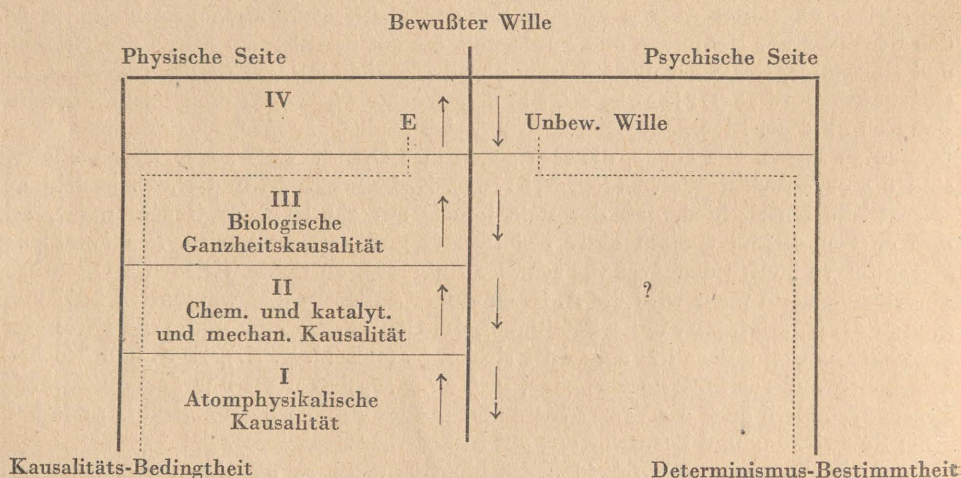 Bewußter Wille
Physische Seite
Psychische Seite
IV
E
Unbew. Wille
III
Biologische
Ganzheitskausalität
II
Chem. und katalyt.
und mechan. Kausalität
?
I
Atomphysikalische
Kausalität
Kausalitäts-Bedingtheit
Determinismus-Bestimmtheit